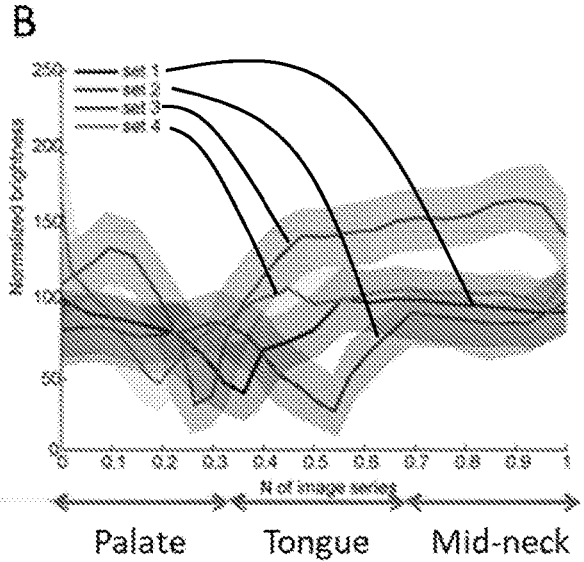 B
250
set 1
set 2
set 3
set 4
200
150
100
50
0
Normalized brightness
0 0.1 0.2 0.3 0.4 0.5 0.6 0.7 0.8 0.9 1
N of image series
Palate Tongue Mid-neck